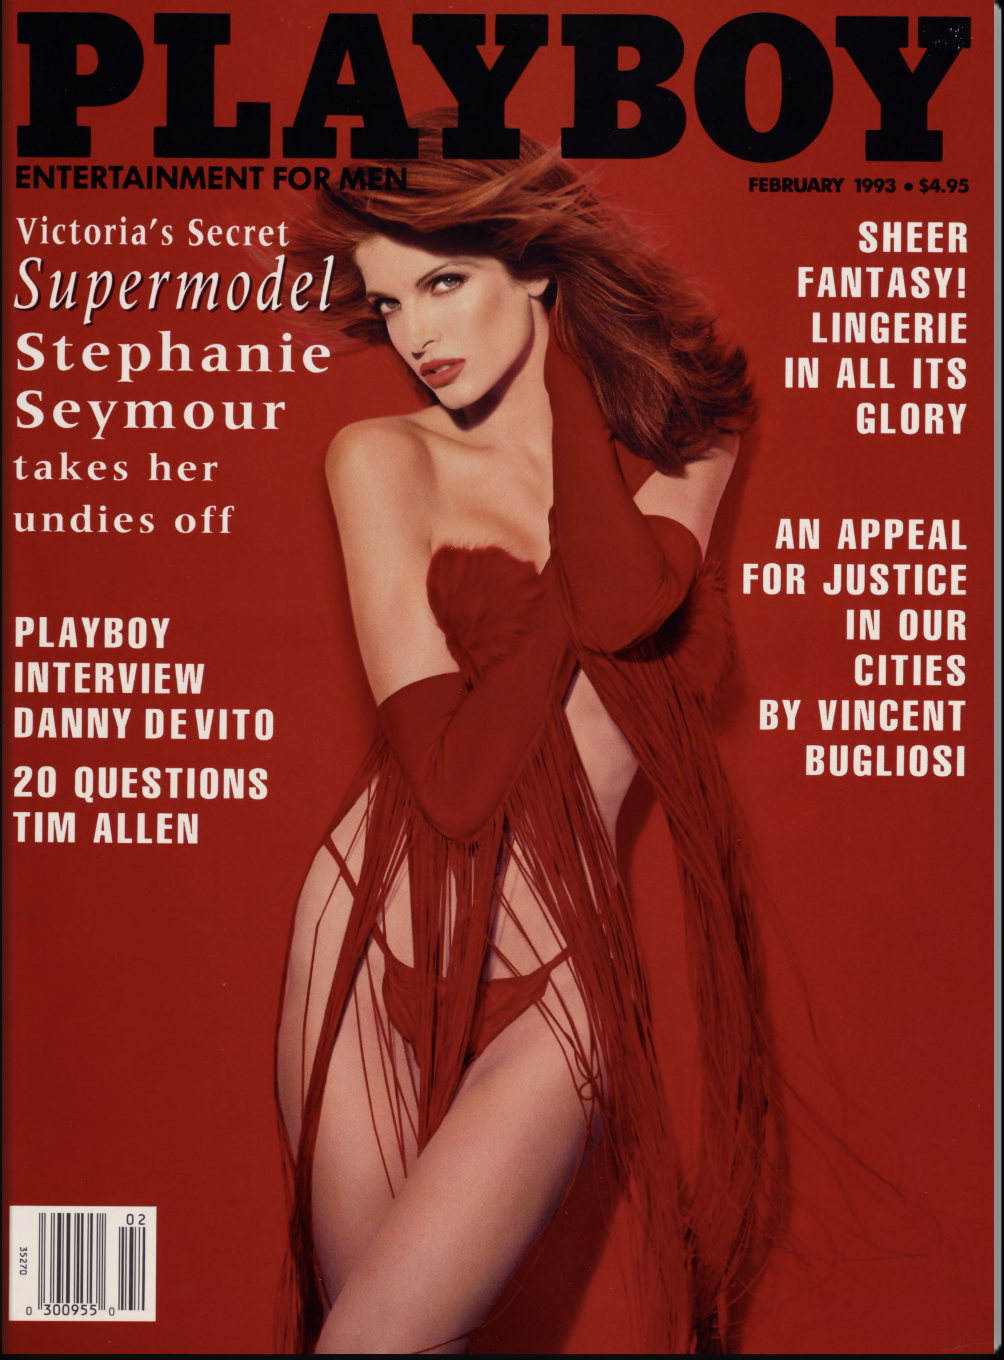 PLAYBOY
ENTERTAINMENT FOR MEN
FEBRUARY 1993 • $4.95
Victoria's Secret
Supermodel
Stephanie
Seymour
takes her
undies off
PLAYBOY
INTERVIEW
DANNY DEVITO
20 QUESTIONS
TIM ALLEN
SHEER
FANTASY!
LINGERIE
IN ALL ITS
GLORY
AN APPEAL
FOR JUSTICE
IN OUR
CITIES
BY VINCENT
BUGLIOSI
02
35270
0 300955 0